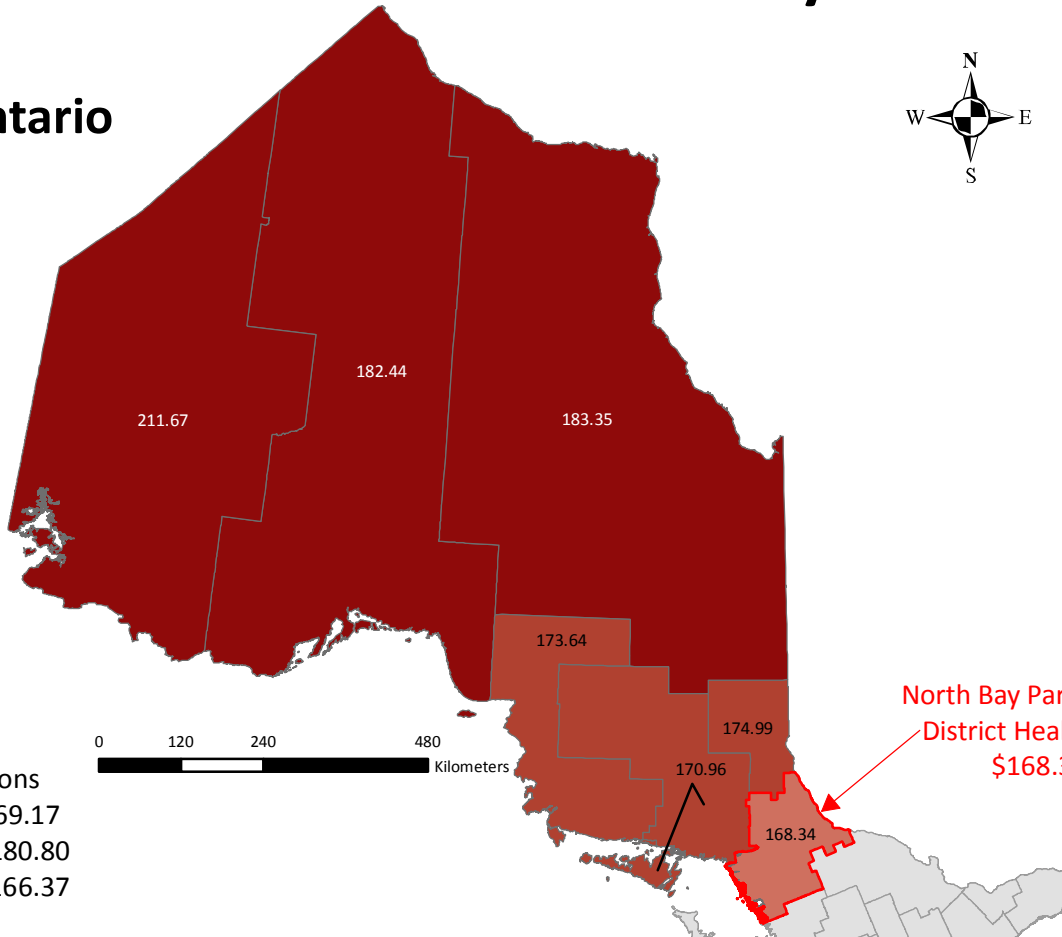 ntario
N
W E
S
182.44
211.67
183.35
173.64
North Bay Par
174.99
District Heal
$168.3
0 120 240 480
Kilometers
170.96
ons
69.17
180.80
168.34
166.37